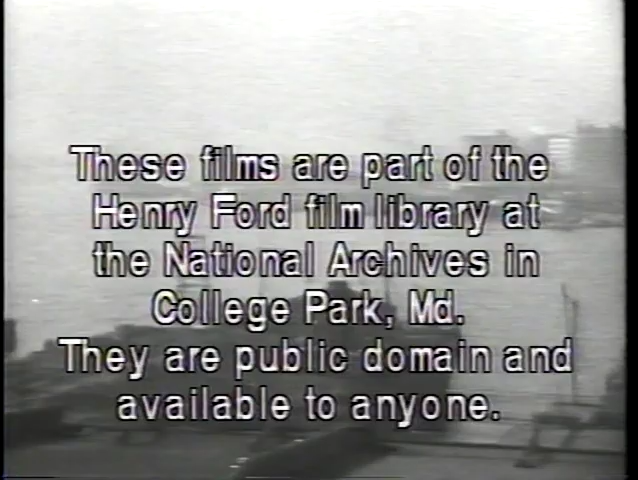 These films are part of the
Henry Ford film library at
the National Archives in
College Park, Md.
They are public domain and
available to anyone.